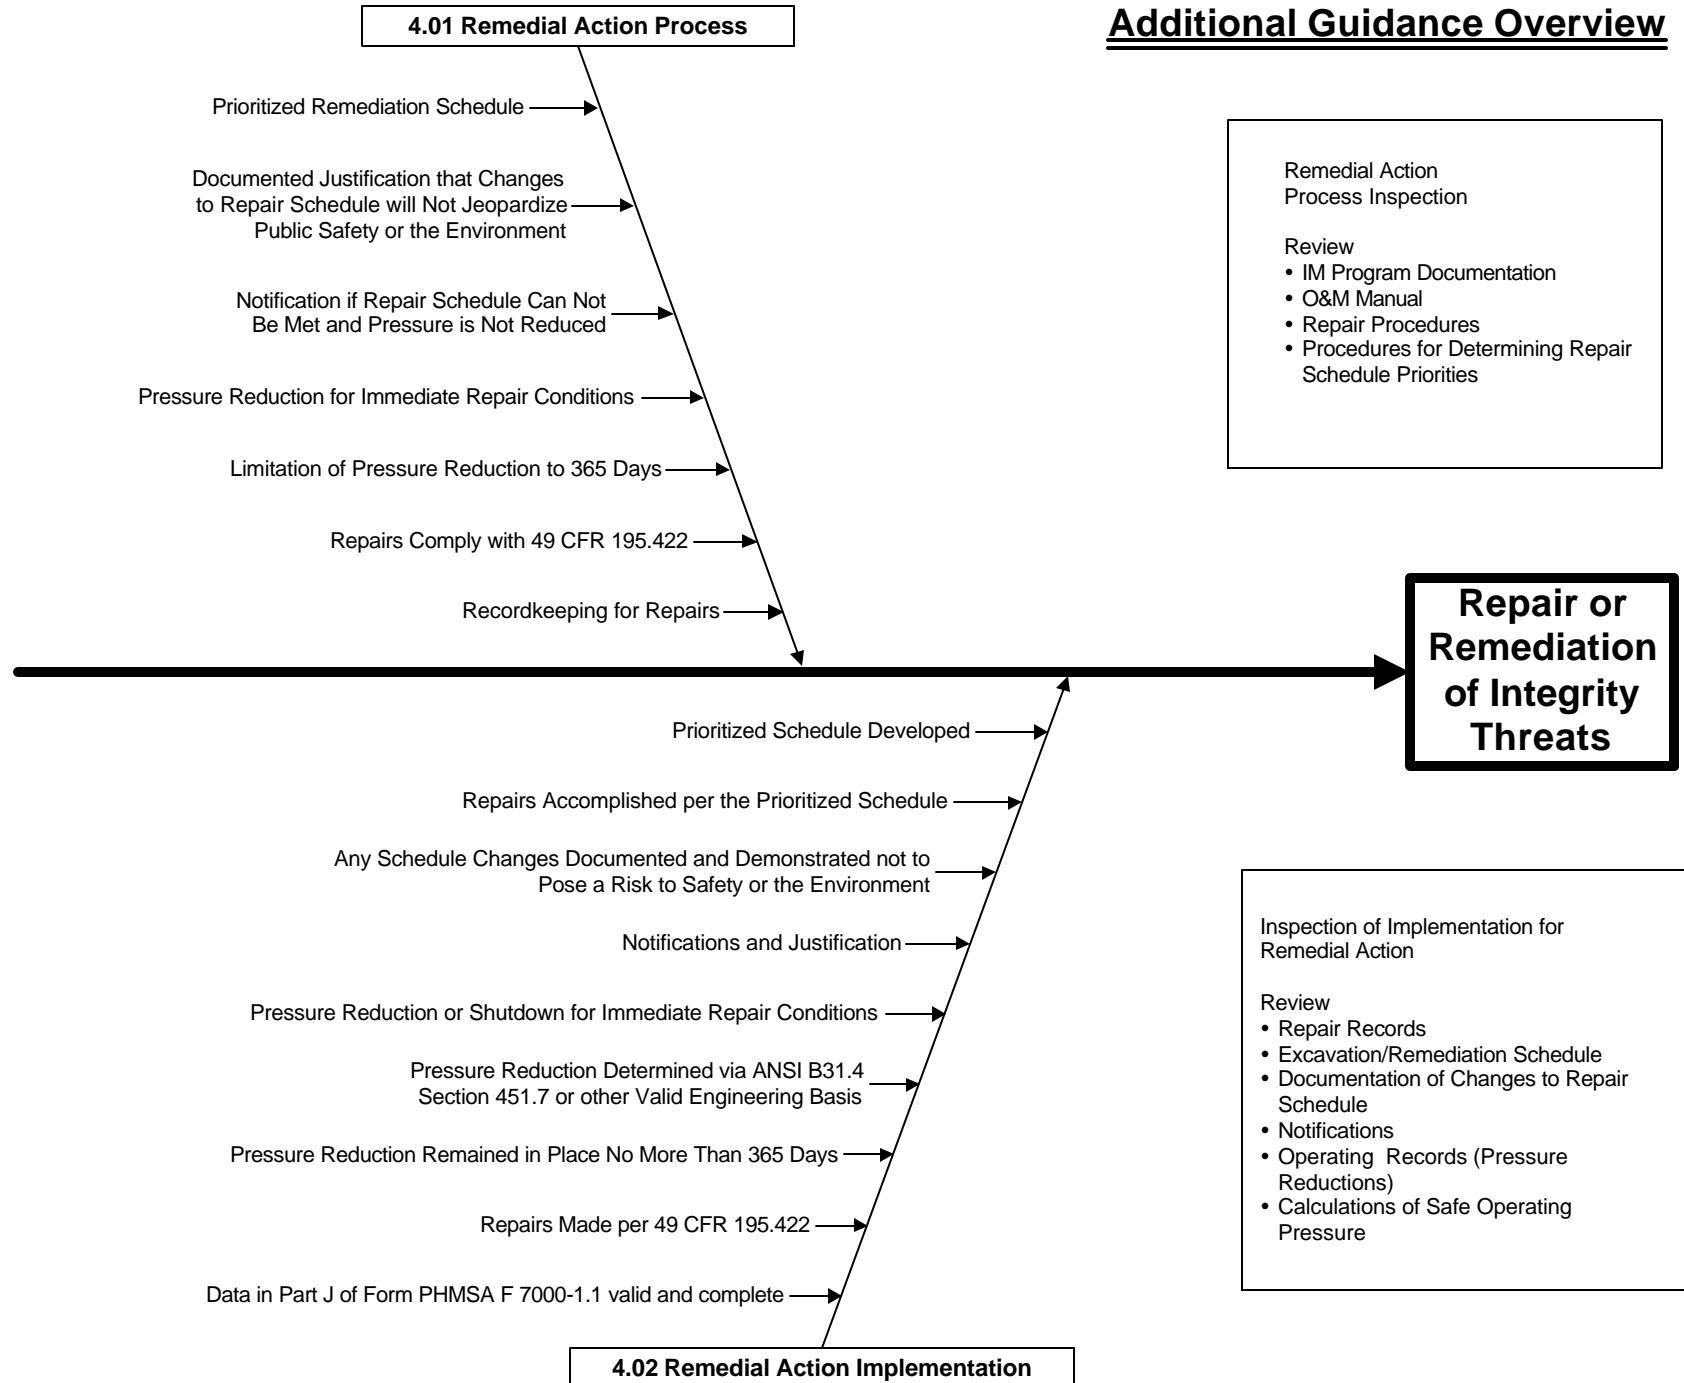 4.01 Remedial Action Process
Additional Guidance Overview
Prioritized Remediation Schedule
Documented Justification that Changes
to Repair Schedule will Not Jeopardize
Public Safety or the Environment
Notification if Repair Schedule Can Not
Be Met and Pressure is Not Reduced
Pressure Reduction for Immediate Repair Conditions
Limitation of Pressure Reduction to 365 Days
Repairs Comply with 49 CFR 195.422
Recordkeeping for Repairs
Remedial Action
Process Inspection
Review
• IM Program Documentation
• O&M Manual
• Repair Procedures
• Procedures for Determining Repair
Schedule Priorities
Repair or
Remediation
of Integrity
Threats
Prioritized Schedule Developed
Repairs Accomplished per the Prioritized Schedule
Any Schedule Changes Documented and Demonstrated not to
Pose a Risk to Safety or the Environment
Notifications and Justification
Pressure Reduction or Shutdown for Immediate Repair Conditions
Pressure Reduction Determined via ANSI B31.4
Section 451.7 or other Valid Engineering Basis
Pressure Reduction Remained in Place No More Than 365 Days
Repairs Made per 49 CFR 195.422
Data in Part J of Form PHMSA F 7000-1.1 valid and complete
4.02 Remedial Action Implementation
Inspection of Implementation for
Remedial Action
Review
• Repair Records
• Excavation/Remediation Schedule
• Documentation of Changes to Repair
Schedule
• Notifications
• Operating Records (Pressure
Reductions)
• Calculations of Safe Operating
Pressure